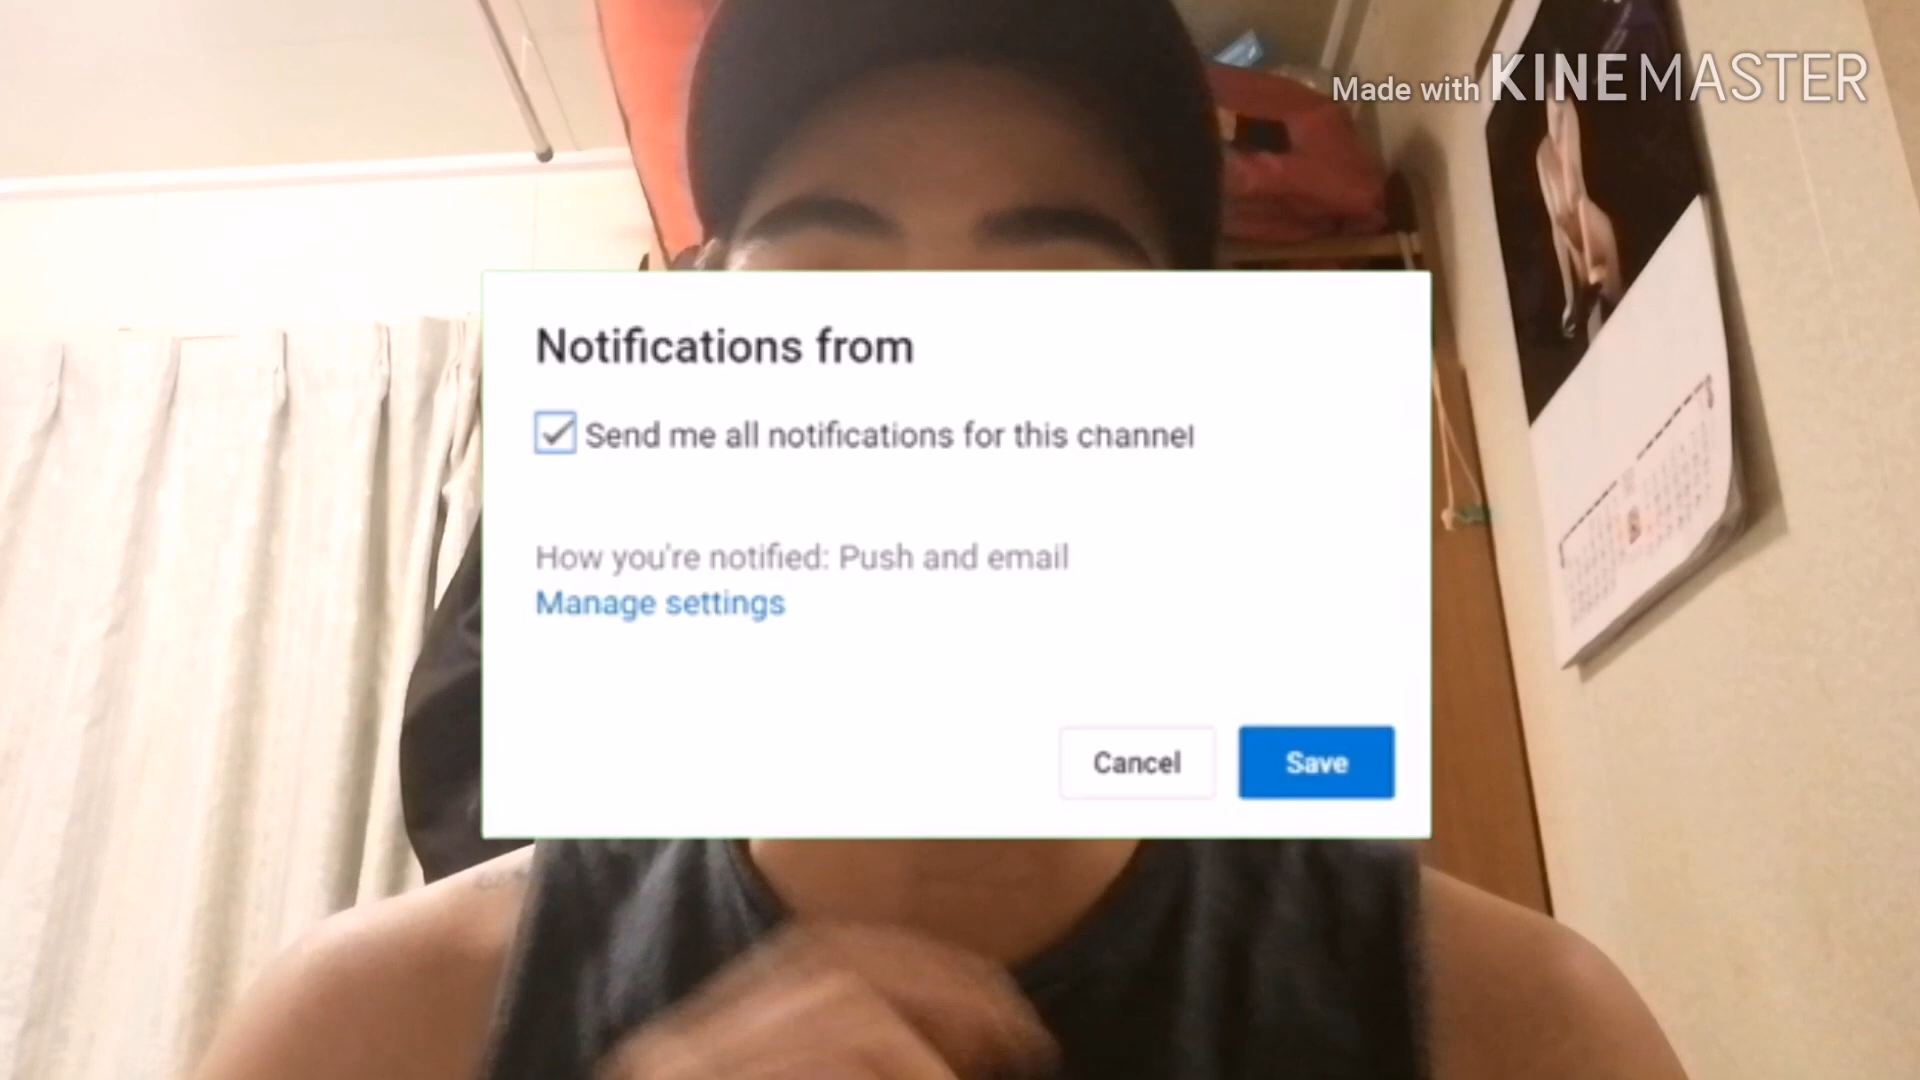 Made with KINEMASTER
Notifications from
Send me all notifications for this channel
How you're notified: Push and email
Manage settings
Cancel Save